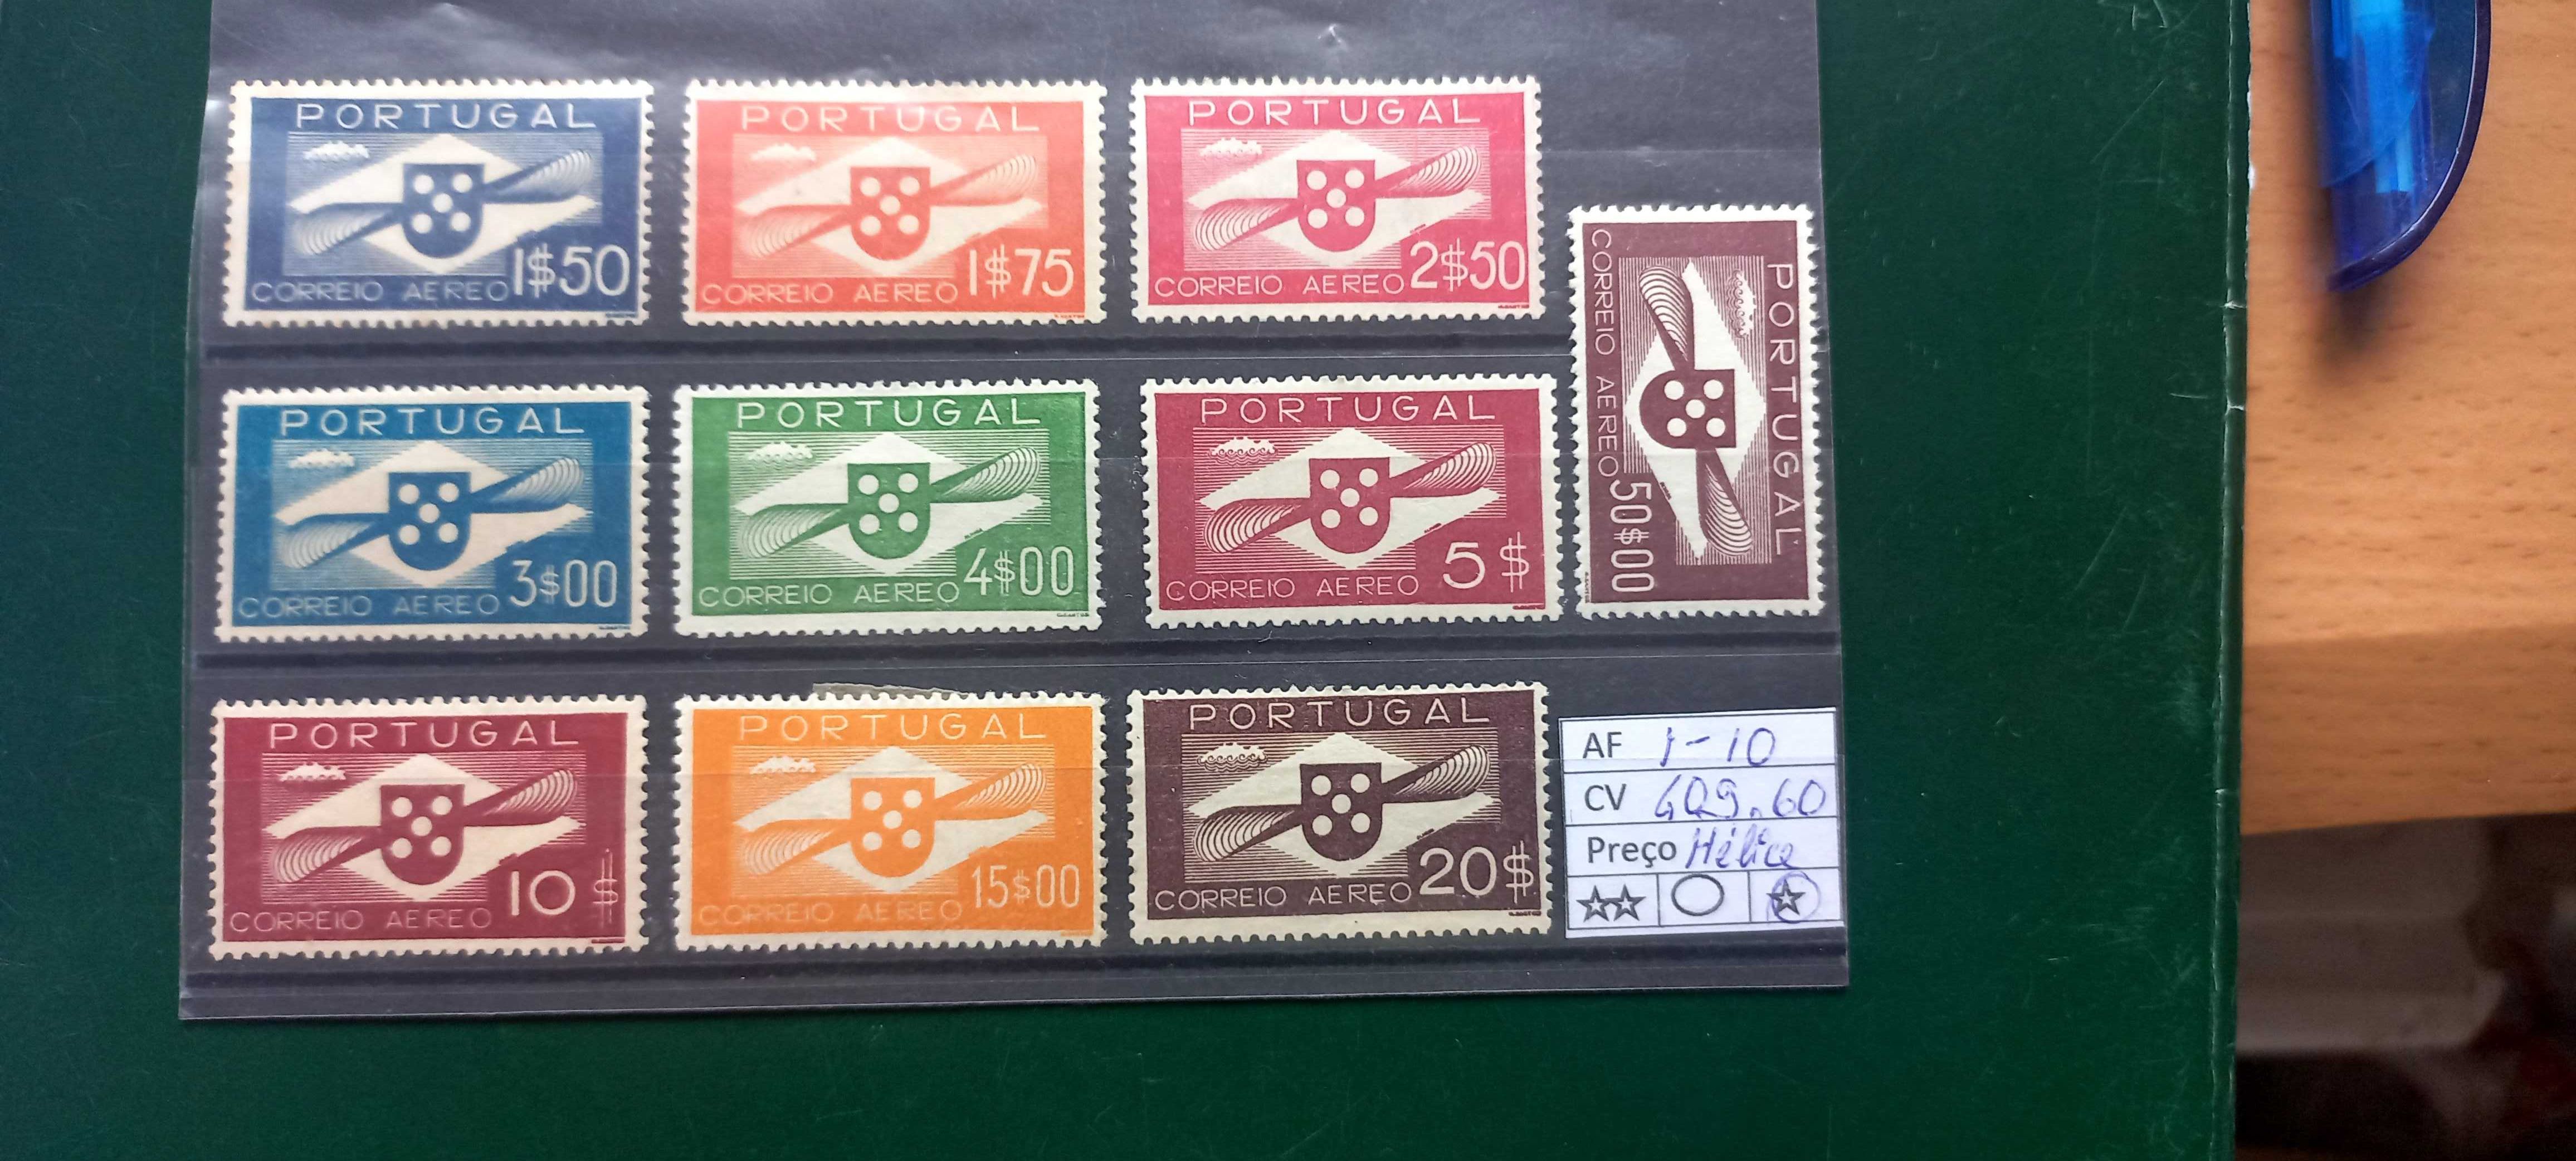 PORTUGAL
CORREIO AEREO 1$50
PORTUGAL
CORREIO AEREO 1$75
PORTUGAL
CORREIO AEREO 2$50
PORTUGAL
CORREIO AEREO 50$00
PORTUGAL
CORREIO AEREO 3$00
PORTUGAL
CORREIO AEREO 4$00
PORTUGAL
CORREIO AEREO 5$
PORTUGAL
CORREIO AEREO 10$
PORTUGAL
CORREIO AEREO 15$00
PORTUGAL
CORREIO AEREO 20$
AF 1-10
CV 409.60
Preço Hélice